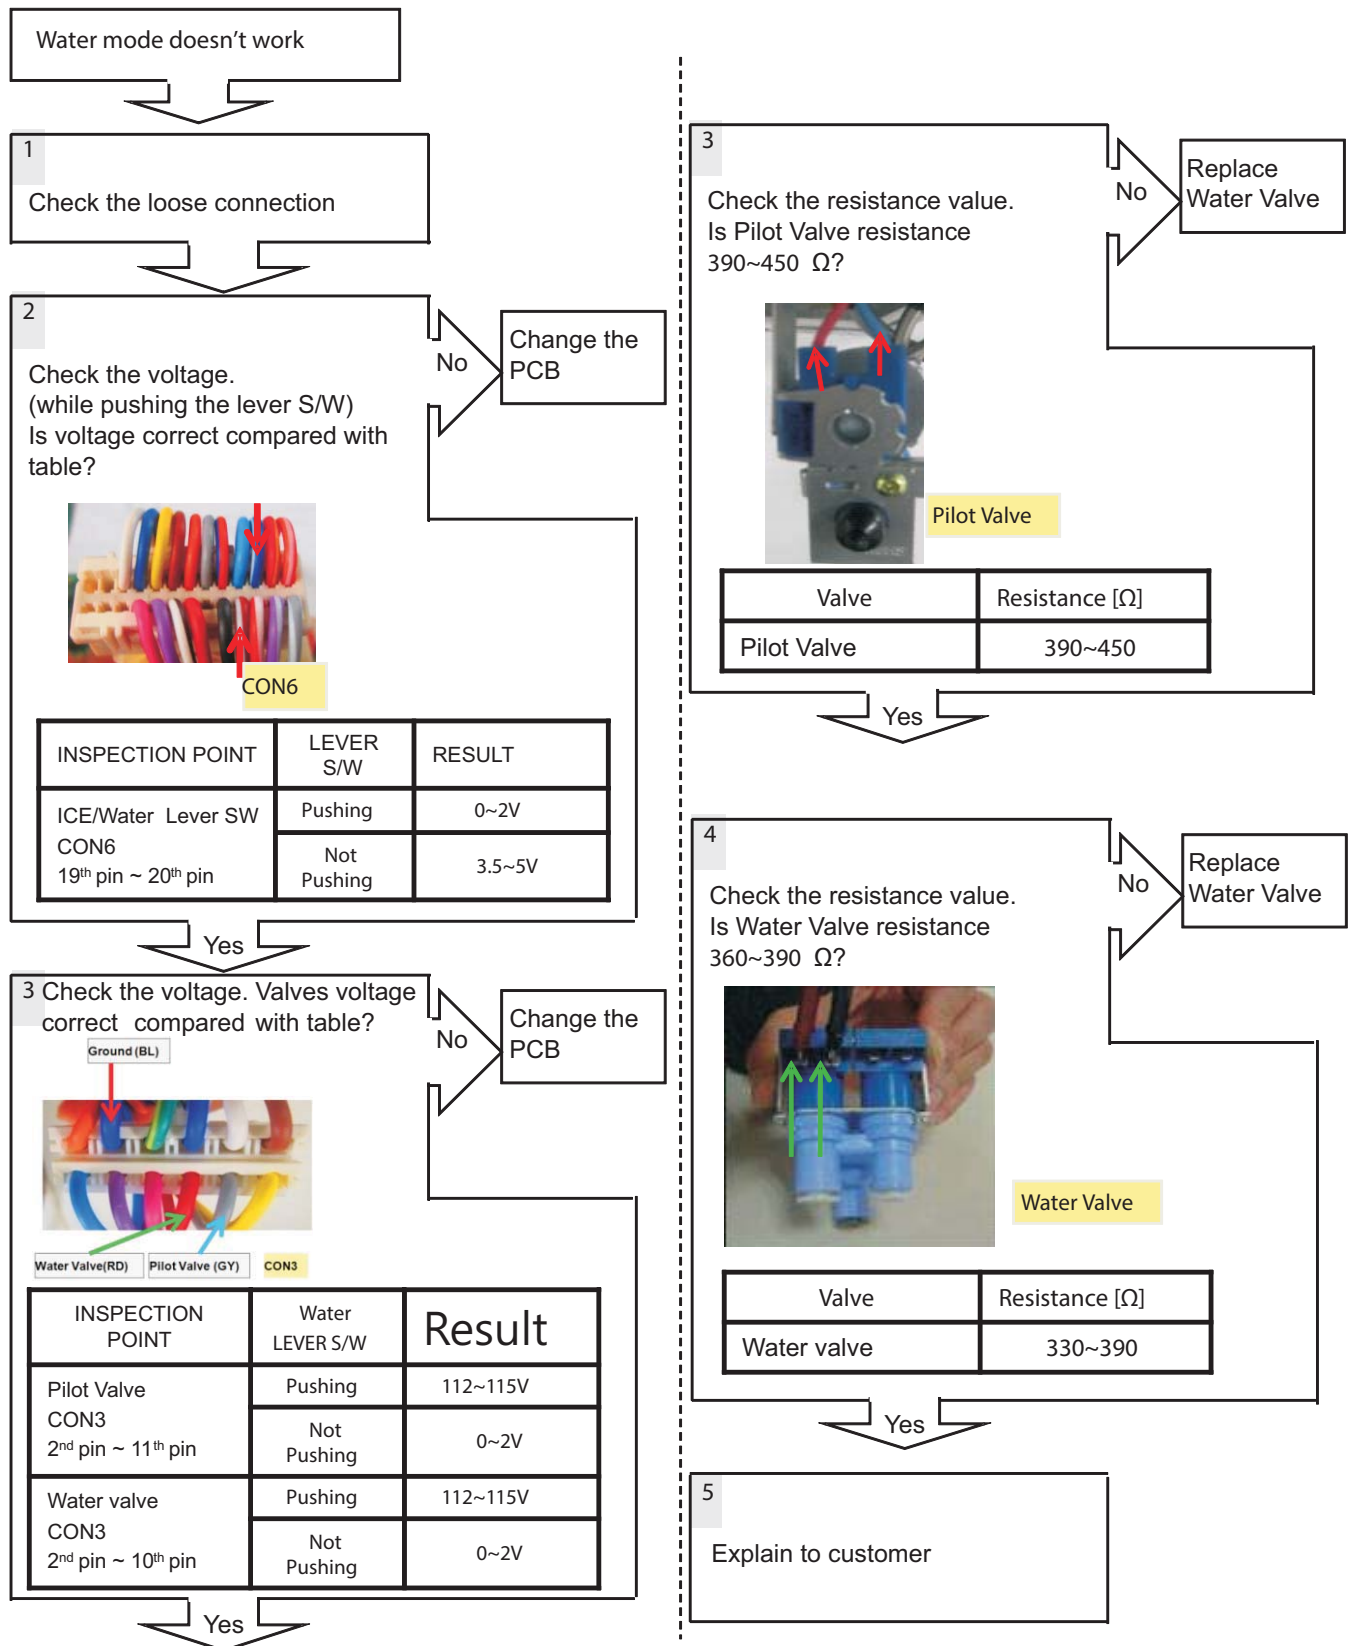 Water mode doesn't work
1
Check the loose connection
2
Check the voltage.
(while pushing the lever S/W)
Is voltage correct compared with
table?
No
Change the
PCB
CON6
INSPECTION POINT
LEVER
S/W
RESULT
ICE/Water Lever SW
CON6
19th pin ~ 20th pin
Pushing
0~2V
Not
Pushing
3.5~5V
Yes
3 Check the voltage. Valves voltage
correct compared with table?
No
Change the
PCB
Ground (BL)
Water Valve(RD)
Pilot Valve (GY)
CON3
INSPECTION
POINT
Water
LEVER S/W
Result
Pilot Valve
CON3
2nd pin ~ 11th pin
Pushing
112~115V
Not
Pushing
0~2V
Water valve
CON3
2nd pin ~ 10th pin
Pushing
112~115V
Not
Pushing
0~2V
Yes
3
Check the resistance value.
Is Pilot Valve resistance
390~450 Ω?
No
Replace
Water Valve
Pilot Valve
Valve
Resistance [Ω]
Pilot Valve
390~450
Yes
4
Check the resistance value.
Is Water Valve resistance
360~390 Ω?
No
Replace
Water Valve
Water Valve
Valve
Resistance [Ω]
Water valve
330~390
Yes
5
Explain to customer